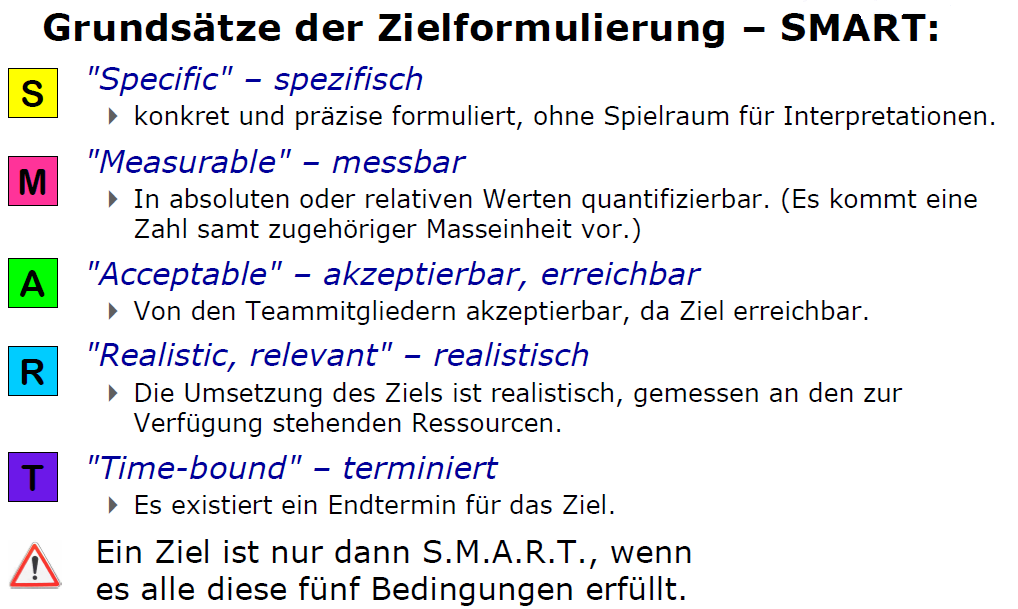 Grundsätze der Zielformulierung – SMART:
S
"Specific" – spezifisch
konkret und präzise formuliert, ohne Spielraum für Interpretationen.
M
"Measurable" – messbar
In absoluten oder relativen Werten quantifizierbar. (Es kommt eine
Zahl samt zugehöriger Masseinheit vor.)
A
"Acceptable" – akzeptierbar, erreichbar
Von den Teammitgliedern akzeptierbar, da Ziel erreichbar.
R
"Realistic, relevant" – realistisch
Die Umsetzung des Ziels ist realistisch, gemessen an den zur
Verfügung stehenden Ressourcen.
T
"Time-bound" – terminiert
Es existiert ein Endtermin für das Ziel.
!
Ein Ziel ist nur dann S.M.A.R.T., wenn
es alle diese fünf Bedingungen erfüllt.